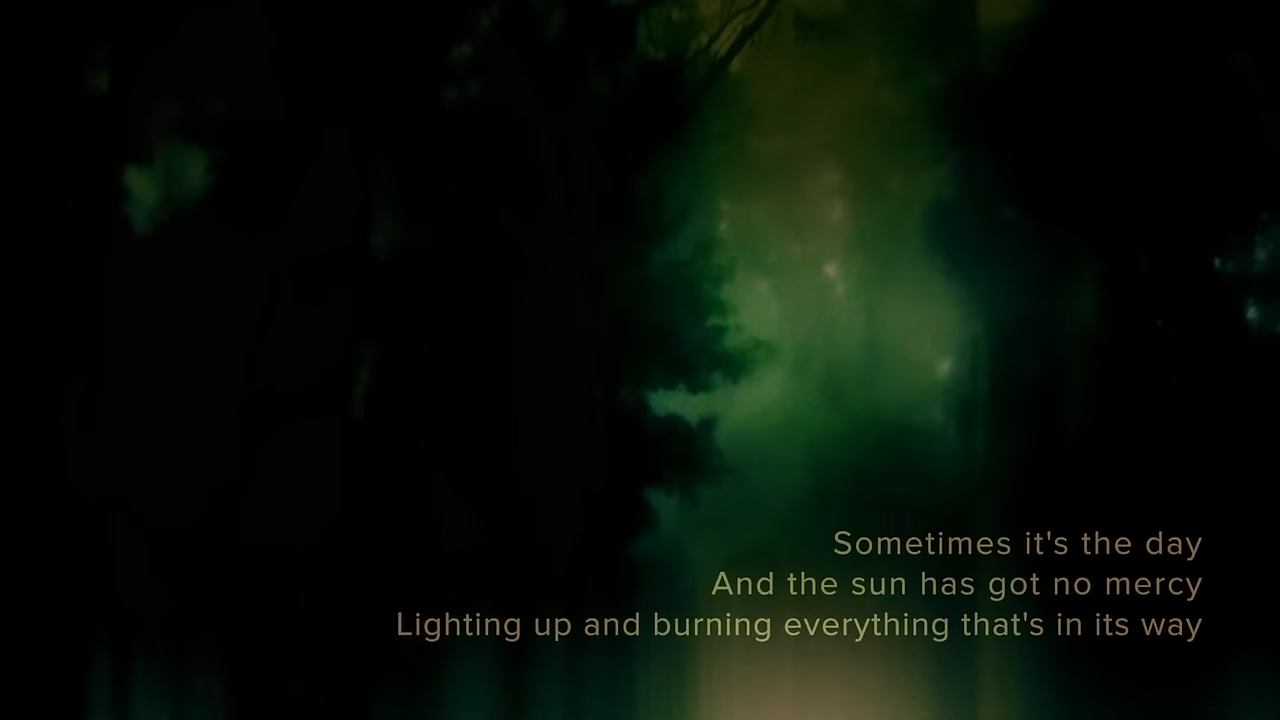 Sometimes it's the day
And the sun has got no mercy
Lighting up and burning everything that's in its way